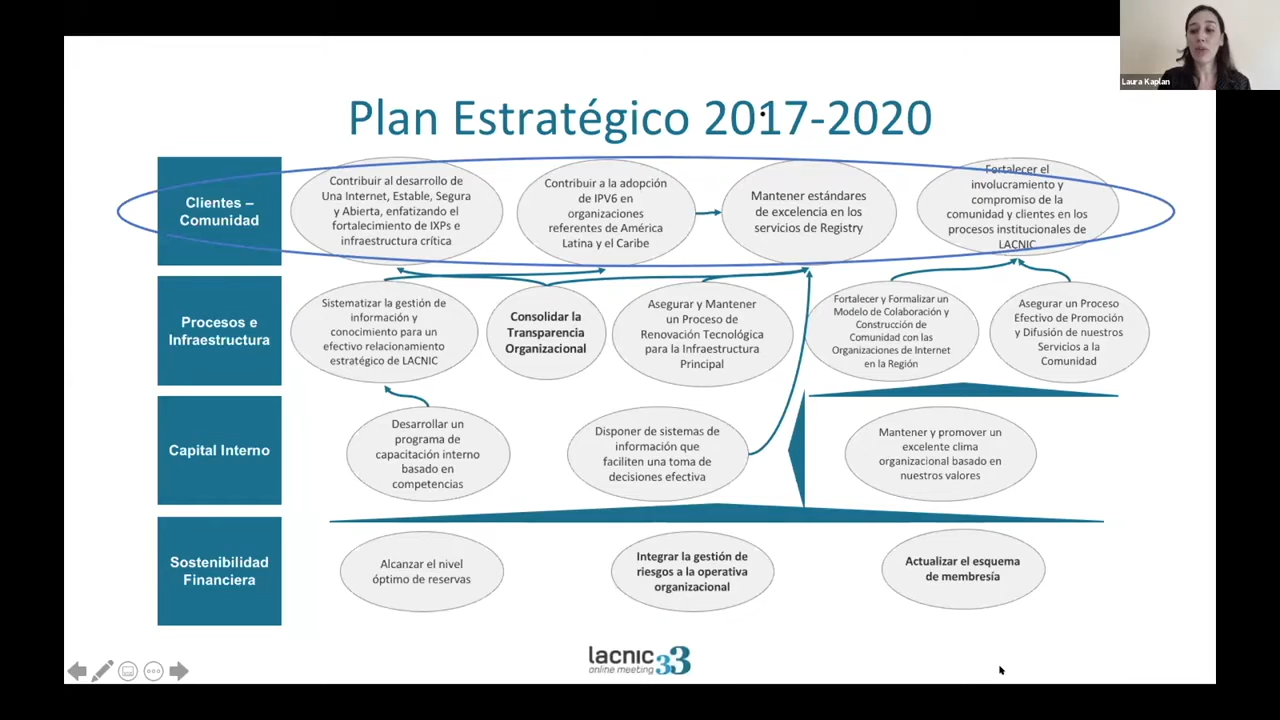 Laura Kaplan
Plan Estratégico 2017-2020
Clientes –
Comunidad
Contribuir al desarrollo de
Una Internet, Estable, Segura
y Abierta, enfatizando el
fortalecimiento de IXPs e
infraestructura crítica
Contribuir a la adopción
de IPV6 en
organizaciones
referentes de América
Latina y el Caribe
Mantener estándares
de excelencia en los
servicios de Registry
Fortalecer el
involucramiento y
compromiso de la
comunidad y clientes en los
procesos institucionales de
LACNIC
Procesos e
Infraestructura
Sistematizar la gestión de
información y
conocimiento para un
efectivo relacionamiento
estratégico de LACNIC
Consolidar la
Transparencia
Organizacional
Asegurar y Mantener
un Proceso de
Renovación Tecnológica
para la Infraestructura
Principal
Fortalecer y Formalizar un
Modelo de Colaboración y
Construcción de
Comunidad con las
Organizaciones de Internet
en la Región
Asegurar un Proceso
Efectivo de Promoción
y Difusión de nuestros
Servicios a la
Comunidad
Capital Interno
Desarrollar un
programa de
capacitación interno
basado en
competencias
Disponer de sistemas de
información que
faciliten una toma de
decisiones efectiva
Mantener y promover un
excelente clima
organizacional basado en
nuestros valores
Sostenibilidad
Financiera
Alcanzar el nivel
óptimo de reservas
Integrar la gestión de
riesgos a la operativa
organizacional
Actualizar el esquema
de membresía
lacnic 33
online meeting